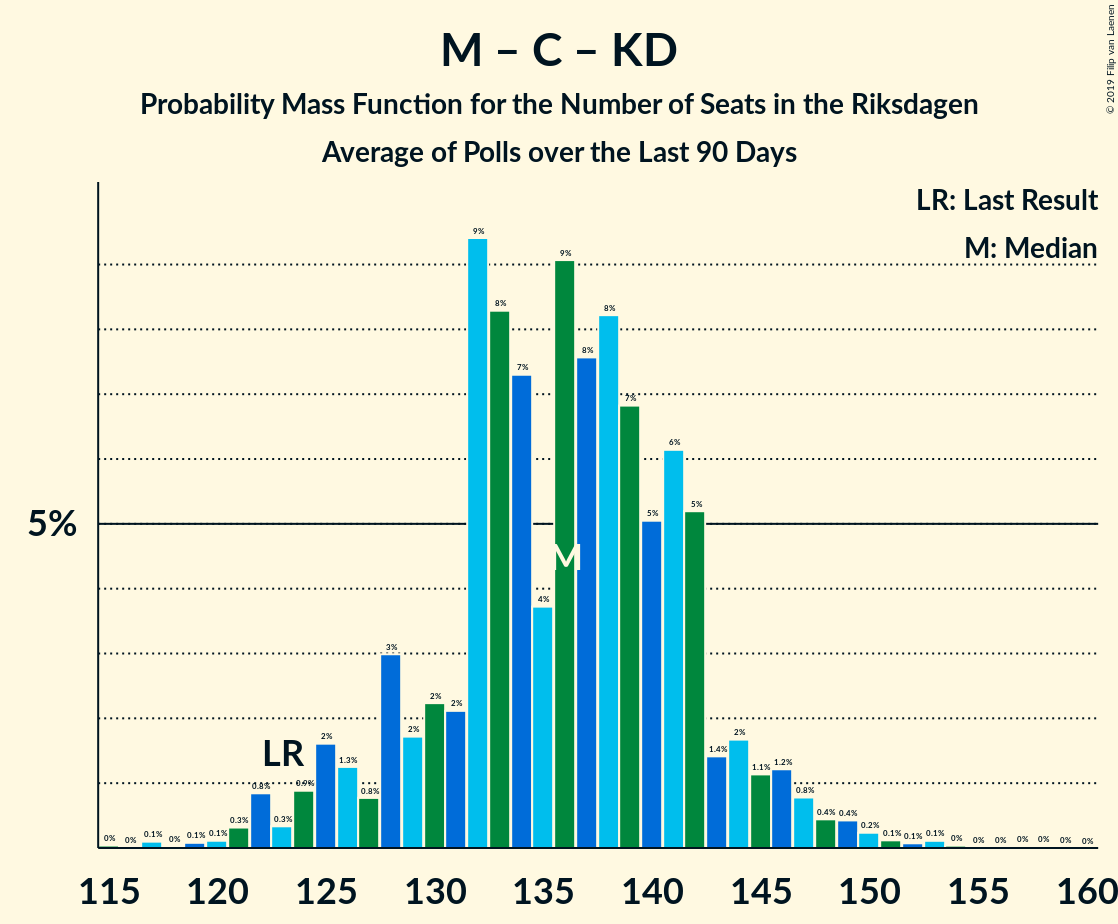 M – C – KD
Probability Mass Function for the Number of Seats in the Riksdagen
Average of Polls over the Last 90 Days
© 2019 Filip van Laenen
LR: Last Result
M: Median
5%
0% 0% 0.1% 0% 0.1% 0.1% 0.3% 0.8% 0.3% 0.9% 2% 1.3% 0.8% 3% 2% 2% 2% 9% 8% 7% 4% 9% 8% 8% 7% 5% 6% 5% 1.4% 2% 1.1% 1.2% 0.8% 0.4% 0.4% 0.2% 0.1% 0.1% 0.1% 0% 0% 0% 0% 0% 0% 0%
LR
M
115 120 125 130 135 140 145 150 155 160